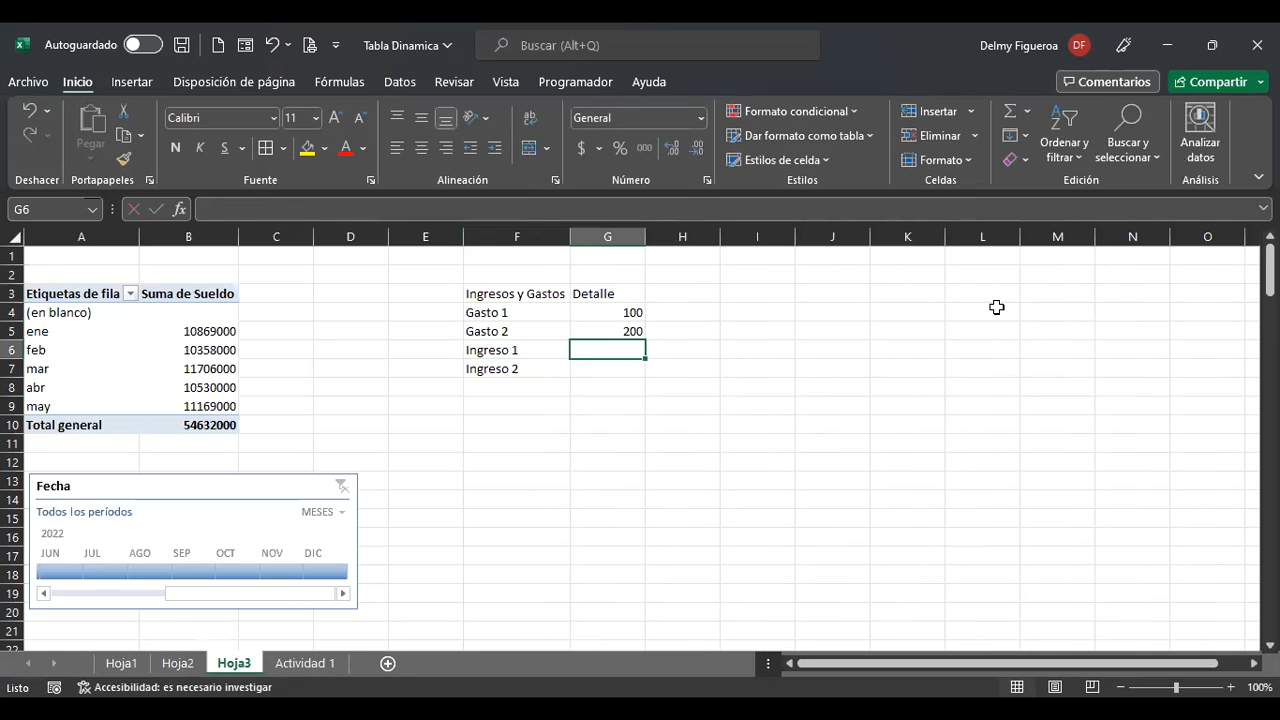 Autoguardado
Tabla Dinamica
Buscar (Alt+Q)
Delmy Figueroa
DF
Archivo
Inicio
Insertar
Disposición de página
Fórmulas
Datos
Revisar
Vista
Programador
Ayuda
Comentarios
Compartir
Pegar
Calibri
11
N
K
S
General
$ % 000
Formato condicional
Dar formato como tabla
Estilos de celda
Insertar
Eliminar
Formato
Ordenar y filtrar
Buscar y seleccionar
Analizar datos
Deshacer
Portapapeles
Fuente
Alineación
Número
Estilos
Celdas
Edición
Análisis
G6
fx
A B C D E F G H I J K L M N O
1
2
3 Etiquetas de fila Suma de Sueldo Ingresos y Gastos Detalle
4 (en blanco) Gasto 1 100
5 ene 10869000 Gasto 2 200
6 feb 10358000 Ingreso 1
7 mar 11706000 Ingreso 2
8 abr 10530000
9 may 11169000
10 Total general 54632000
11
12
13 Fecha
14 Todos los períodos MESES
15 2022
16 JUN JUL AGO SEP OCT NOV DIC
17
18
19
20
21
22
Hoja1 Hoja2 Hoja3 Actividad 1
Listo
Accesibilidad: es necesario investigar
100%